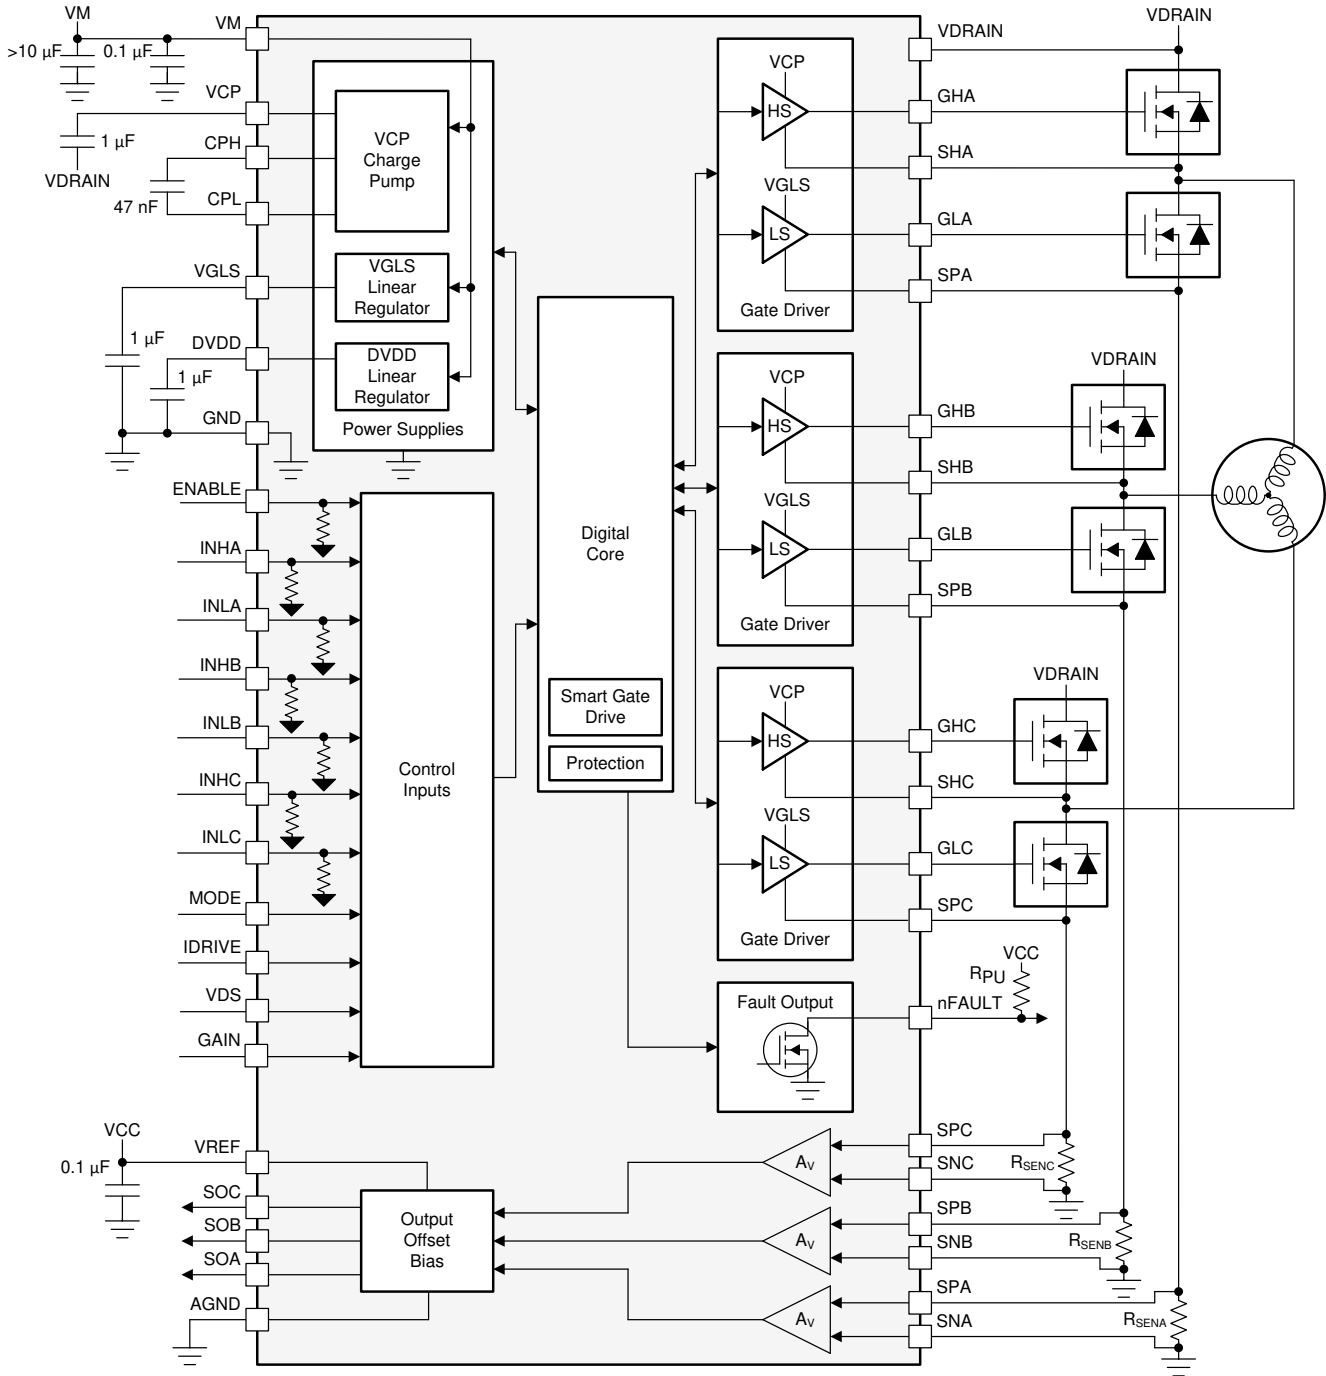 VM
VM
>10 µF
0.1 µF
VCP
1 µF
VDRAIN
CPH
CPL
47 nF
VGLS
1 µF
DVDD
1 µF
GND
VCP
Charge
Pump
VGLS
Linear
Regulator
DVDD
Linear
Regulator
Power Supplies
ENABLE
INHA
INLA
INHB
INLB
INHC
INLC
MODE
IDRIVE
VDS
GAIN
Control
Inputs
Digital
Core
Smart Gate
Drive
Protection
VCP
HS
VGLS
LS
Gate Driver
VCP
HS
VGLS
LS
Gate Driver
VCP
HS
VGLS
LS
Gate Driver
Fault Output
VDRAIN
VDRAIN
GHA
SHA
GLA
SPA
VDRAIN
GHB
SHB
GLB
SPB
VDRAIN
GHC
SHC
GLC
SPC
VCC
RPU
nFAULT
VCC
0.1 µF
VREF
SOC
SOB
SOA
AGND
Output
Offset
Bias
AV
AV
AV
SPC
SNC
RSENC
SPB
SNB
RSENB
SPA
SNA
RSENA